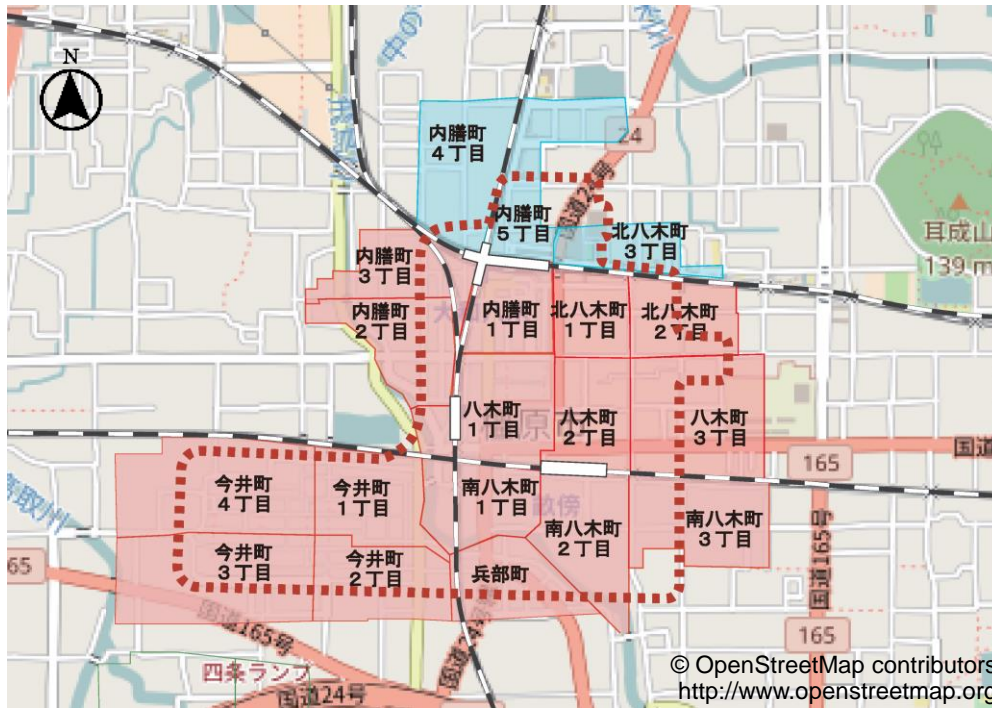 N
内膳町
4丁目
24
国道24号
内膳町
5丁目
北八木町
3丁目
耳成山
139 m
内膳町
3丁目
内膳町
2丁目
内膳町
1丁目
北八木町
1丁目
北八木町
2丁目
八木町
1丁目
八木町
2丁目
八木町
3丁目
国道
165
今井町
4丁目
今井町
1丁目
南八木町
1丁目
畝傍
南八木町
2丁目
南八木町
3丁目
今井町
3丁目
今井町
2丁目
兵部町
65
国道165号
国道165号
165
四条ランプ
国道24号
© OpenStreetMap contributors
http://www.openstreetmap.org